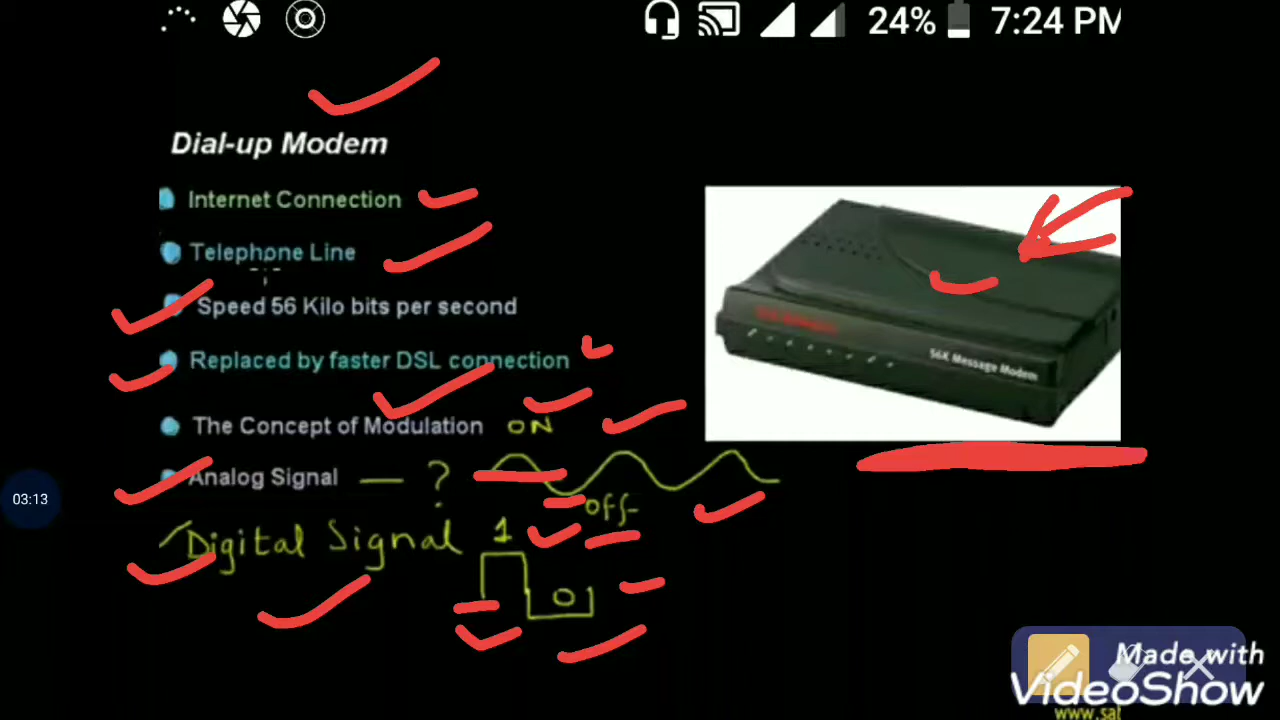 24% 7:24 PM
Dial-up Modem
Internet Connection
Telephone Line
Speed 56 Kilo bits per second
Replaced by faster DSL connection
The Concept of Modulation ON
Analog Signal — ?
Off
Digital Signal 1
0
56K Message Modem
03:13
Made with
VideoShow